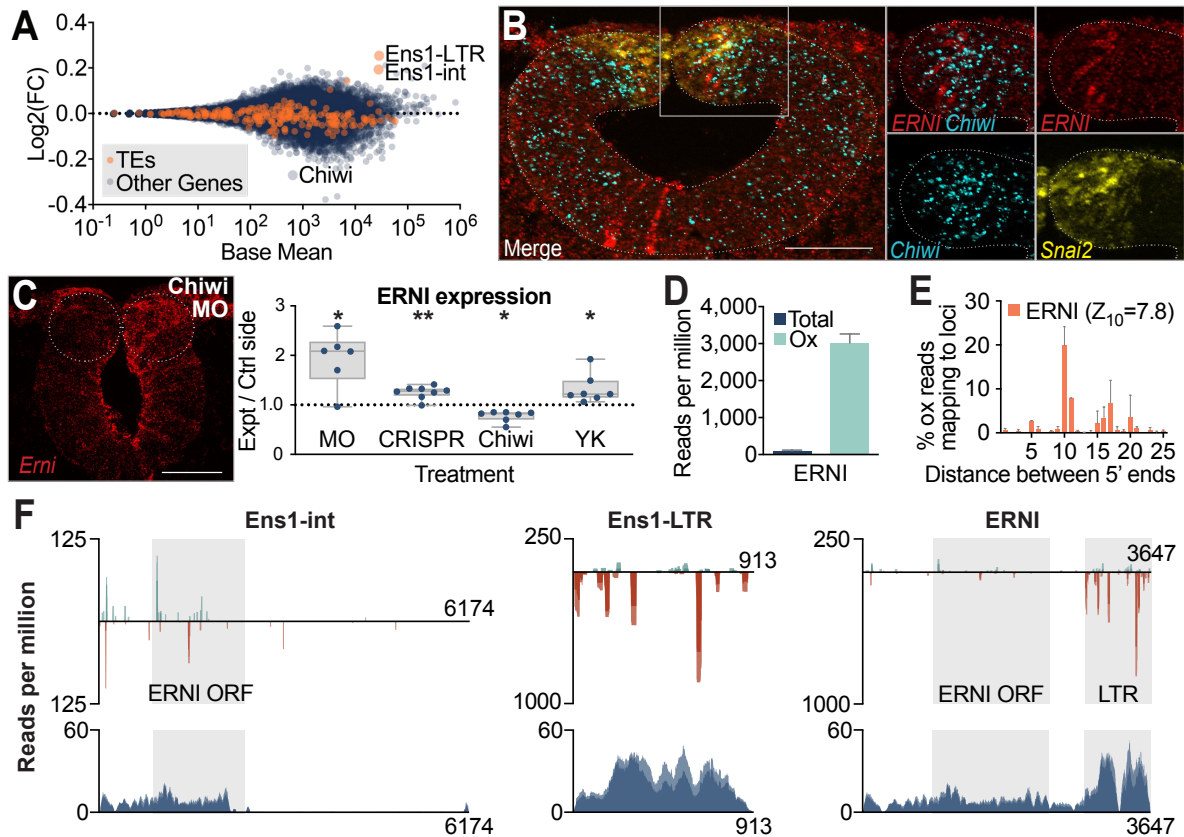 A
Log2(FC)
0.4
0.2
0.0
-0.2
-0.4
Ens1-LTR
Ens1-int
TEs
Other Genes
Chiwi
10-1 100 101 102 103 104 105 106
Base Mean
B
Merge
ERNI Chiwi
ERNI
Chiwi
Snai2
C
Chiwi
MO
Erni
ERNI expression
Expt / Ctrl side
3
2
1.0
0
* ** * *
MO CRISPR Chiwi YK
Treatment
D
Reads per million
4,000
3,000
2,000
1,000
0
Total
Ox
ERNI
E
% ox reads
mapping to loci
30
20
10
0
ERNI (Z10=7.8)
5 10 15 20 25
Distance between 5' ends
F
Reads per million
Ens1-int
125
6174
125
ERNI ORF
60
0
6174
Ens1-LTR
250
913
1000
60
0
913
ERNI
250
3647
1000
ERNI ORF
LTR
60
0
3647